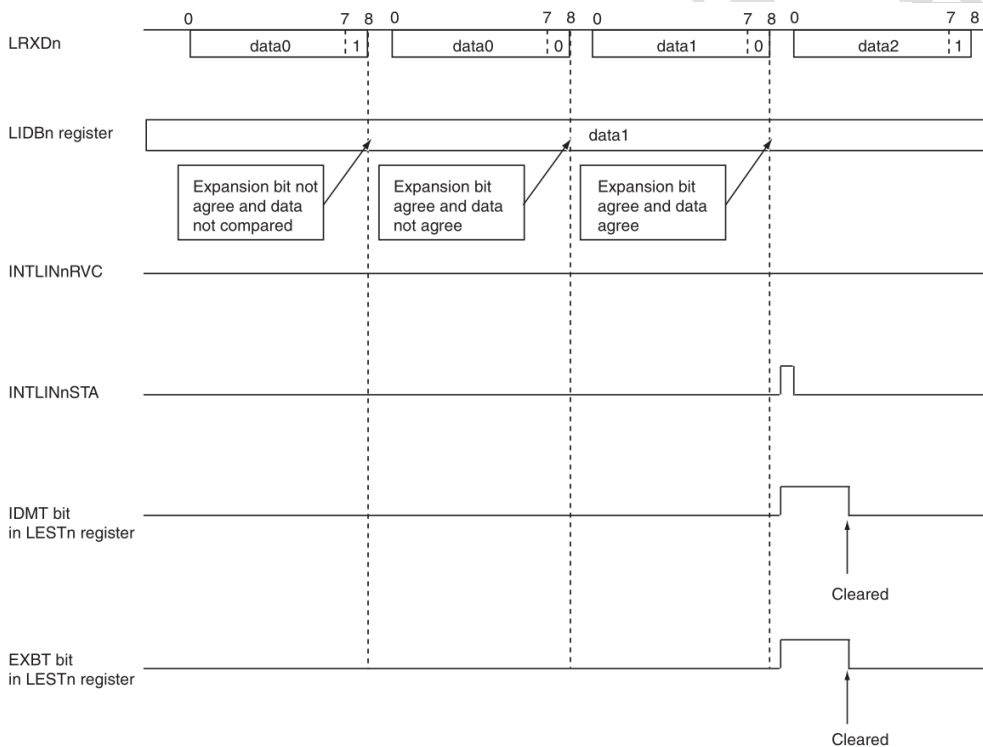 0 7 8 0 7 8 0 7 8 0 7 8
LRXDn data0 1 data0 0 data1 0 data2 1
LIDBn register data1
Expansion bit not
agree and data
not compared
Expansion bit
agree and data
not agree
Expansion bit
agree and data
agree
INTLINnRVC
INTLINnSTA
IDMT bit
in LESTn register
Cleared
EXBT bit
in LESTn register
Cleared